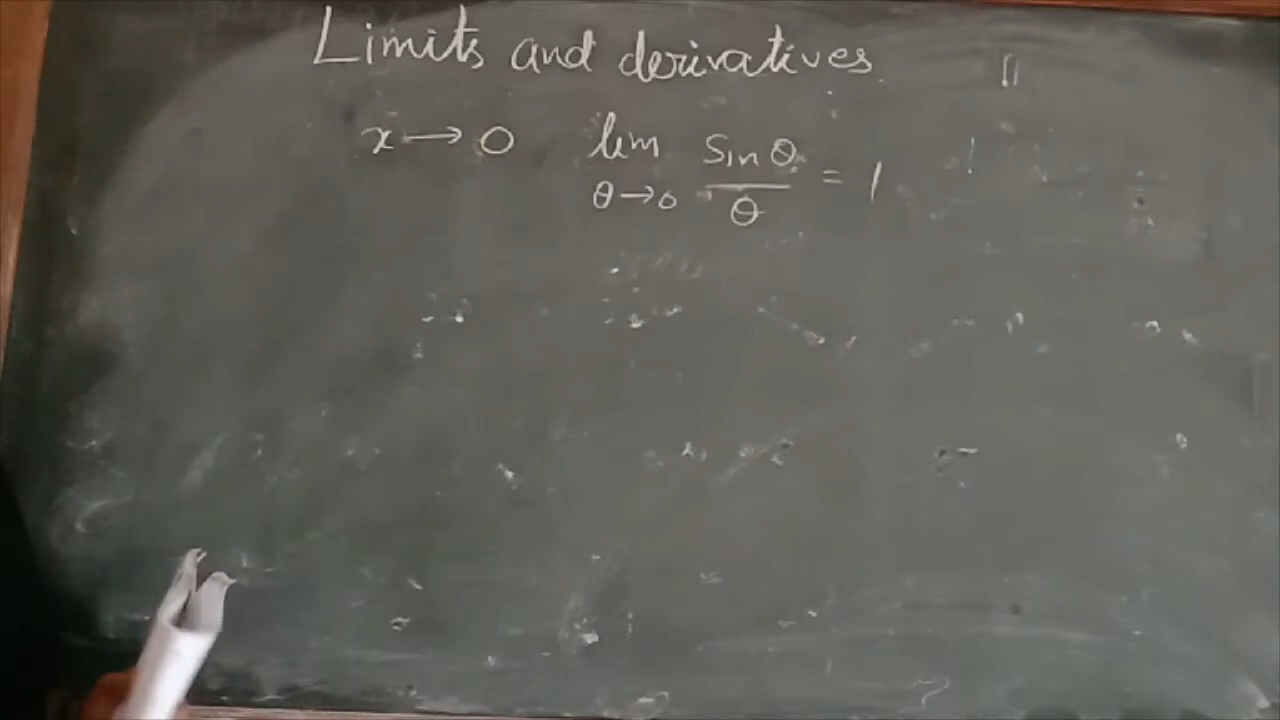 Limits and derivatives
x → 0 lim θ→0 sin θ / θ = 1